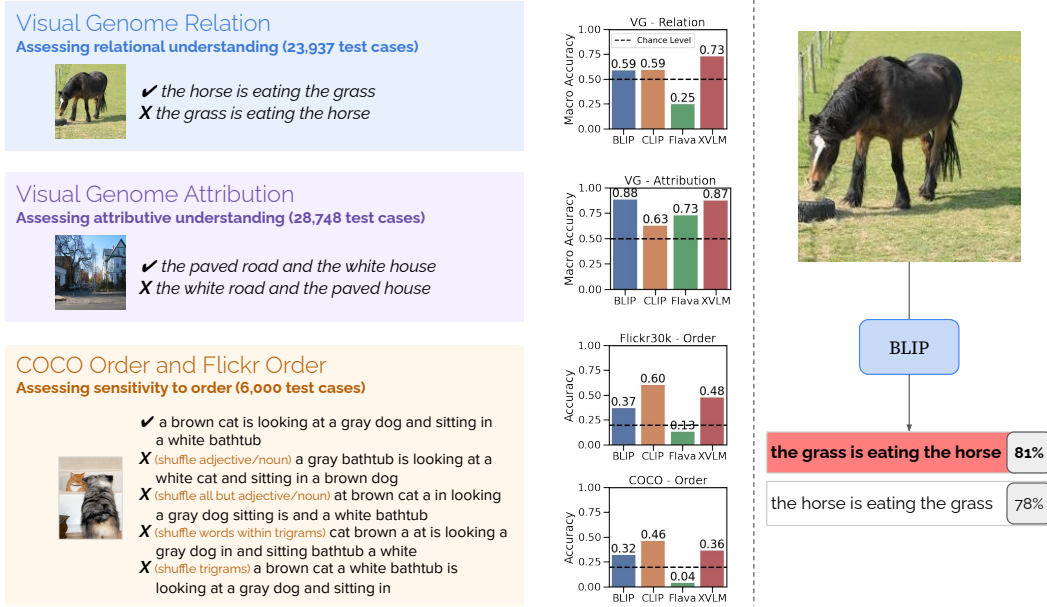 Visual Genome Relation
Assessing relational understanding (23,937 test cases)
✔ the horse is eating the grass
X the grass is eating the horse
Visual Genome Attribution
Assessing attributive understanding (28,748 test cases)
✔ the paved road and the white house
X the white road and the paved house
COCO Order and Flickr Order
Assessing sensitivity to order (6,000 test cases)
✔ a brown cat is looking at a gray dog and sitting in
a white bathtub
X (shuffle adjective/noun) a gray bathtub is looking at a
white cat and sitting in a brown dog
X (shuffle all but adjective/noun) at brown cat a in looking
a gray dog sitting is and a white bathtub
X (shuffle words within trigrams) cat brown a at is looking a
gray dog in and sitting bathtub a white
X (shuffle trigrams) a brown cat a white bathtub is
looking at a gray dog and sitting in
VG - Relation
Macro Accuracy
1.00
0.75
0.50
0.25
0.00
Chance Level
0.59
0.59
0.25
0.73
BLIP CLIP Flava XVLM
VG - Attribution
Macro Accuracy
1.00
0.75
0.50
0.25
0.00
0.88
0.63
0.73
0.87
BLIP CLIP Flava XVLM
Flickr30k - Order
Accuracy
1.00
0.75
0.50
0.25
0.00
0.37
0.60
0.13
0.48
BLIP CLIP Flava XVLM
COCO - Order
Accuracy
1.00
0.75
0.50
0.25
0.00
0.32
0.46
0.04
0.36
BLIP CLIP Flava XVLM
BLIP
the grass is eating the horse 81%
the horse is eating the grass 78%